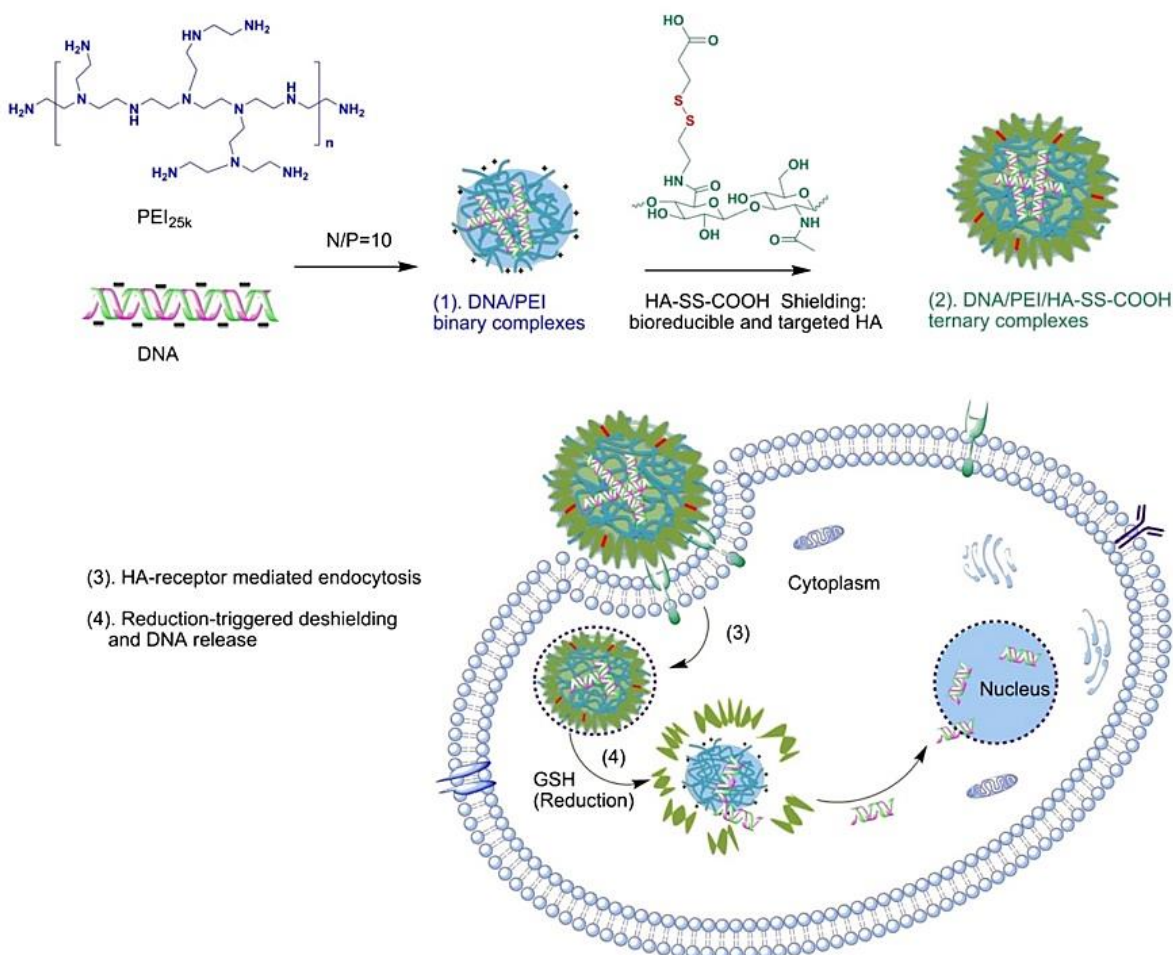 NH₂
H₂N
HN
N
N
H
N
H₂N
N
H
N
NH₂
n
H₂N
N
NH₂
NH₂
PEI25k
DNA
N/P=10
(1). DNA/PEI
binary complexes
HO
O
S
S
NH
O
O
HO
OH
O
OH
HO
O
O
NH
O
HA-SS-COOH Shielding:
bioreducible and targeted HA
(2). DNA/PEI/HA-SS-COOH
ternary complexes
(3). HA-receptor mediated endocytosis
(4). Reduction-triggered deshielding
and DNA release
Cytoplasm
(3)
Nucleus
(4)
GSH
(Reduction)